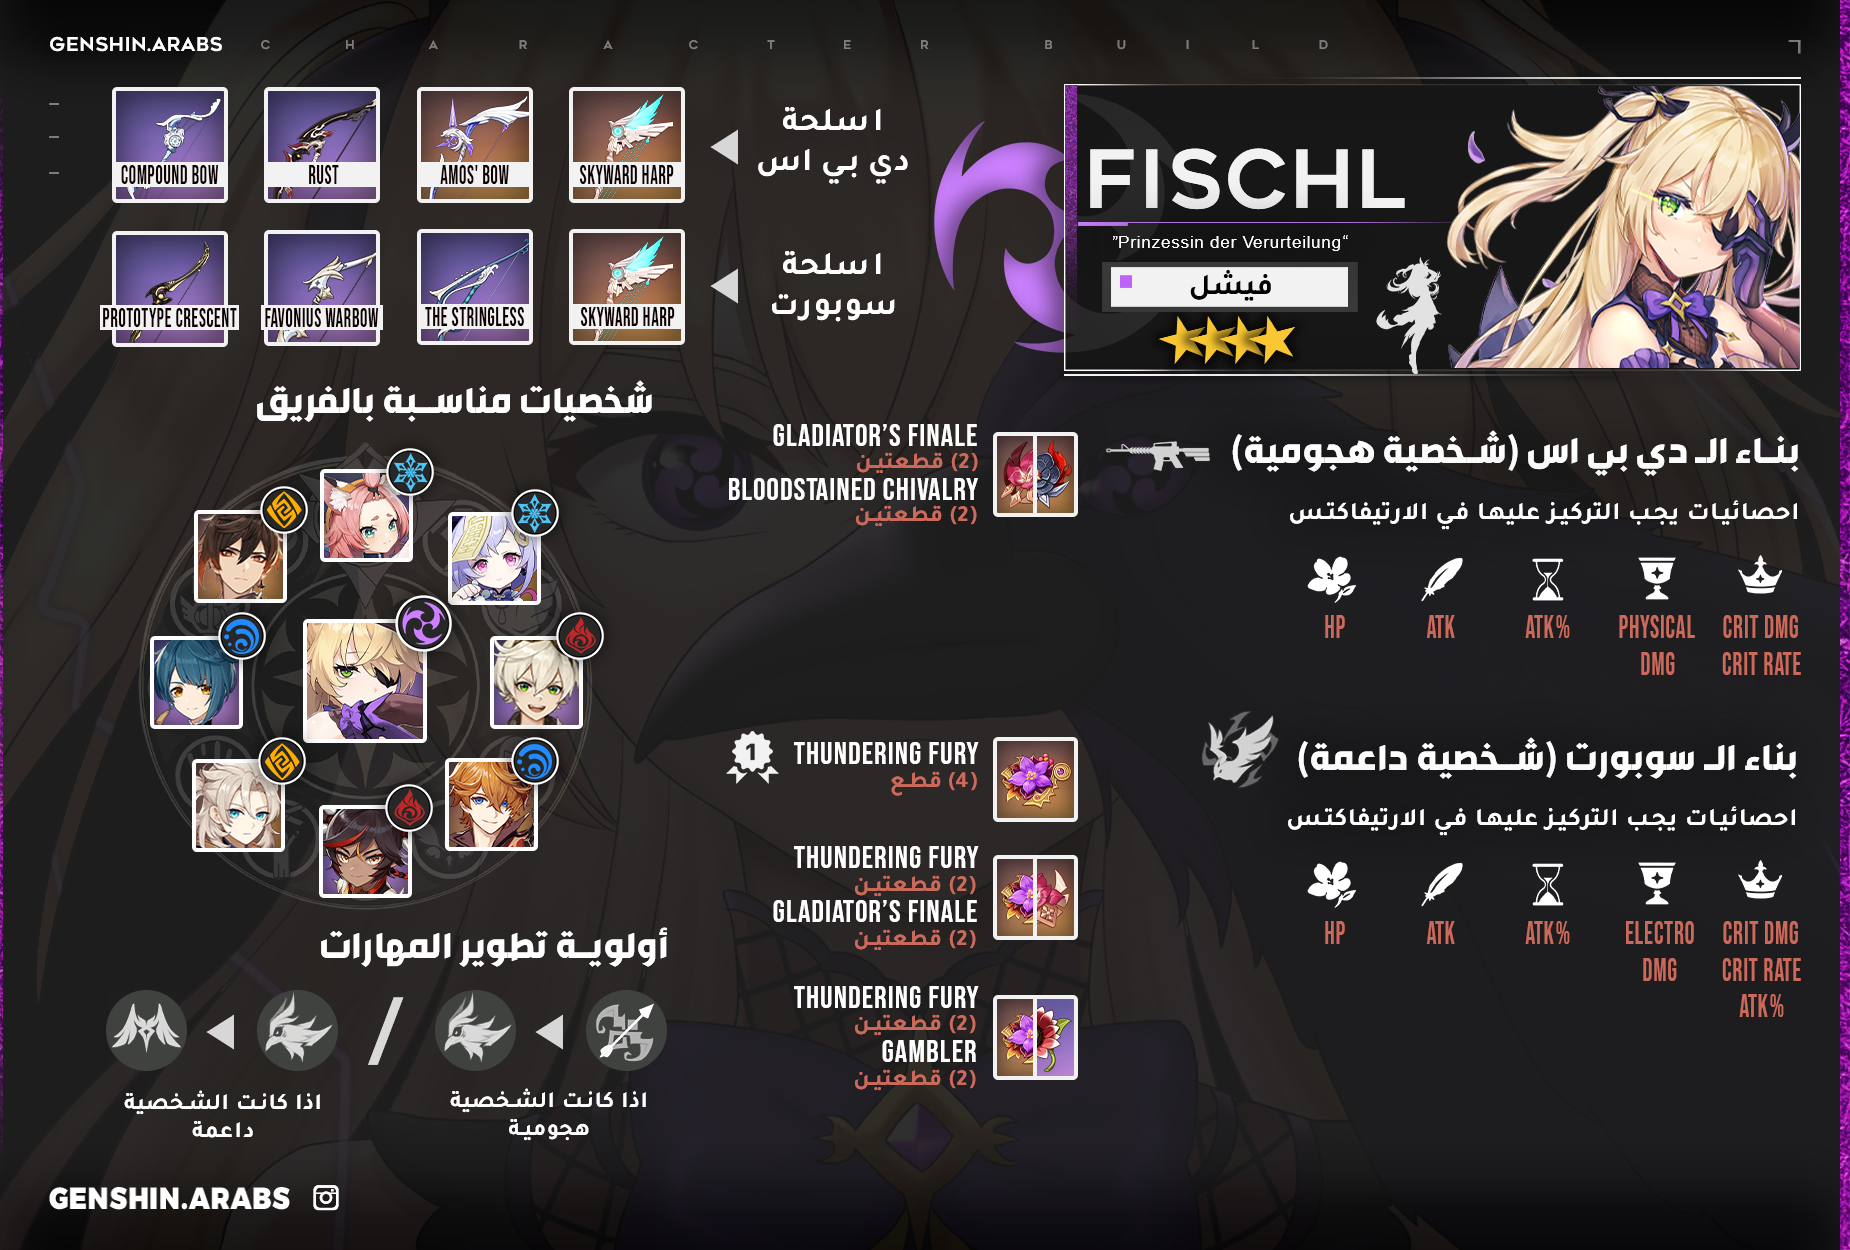 GENSHIN.ARABS
CHARACTER BUILD
COMPOUND BOW
RUST
AMOS' BOW
SKYWARD HARP
اسلحة
دي بي اس
PROTOTYPE CRESCENT
FAVONIUS WARBOW
THE STRINGLESS
SKYWARD HARP
اسلحة
سوبورت
FISCHL
”Prinzessin der Verurteilung“
فيشل
شخصيات مناسبة بالفريق
GLADIATOR’S FINALE
(2) قطعتين
BLOODSTAINED CHIVALRY
(2) قطعتين
بناء الـ دي بي اس (شخصية هجومية)
احصائيات يجب التركيز عليها في الارتيفاكتس
HP
ATK
ATK%
PHYSICAL
DMG
CRIT DMG
CRIT RATE
1
THUNDERING FURY
(4) قطع
THUNDERING FURY
(2) قطعتين
GLADIATOR’S FINALE
(2) قطعتين
THUNDERING FURY
(2) قطعتين
GAMBLER
(2) قطعتين
بناء الـ سوبورت (شخصية داعمة)
احصائيات يجب التركيز عليها في الارتيفاكتس
HP
ATK
ATK%
ELECTRO
DMG
CRIT DMG
CRIT RATE
ATK%
أولوية تطوير المهارات
اذا كانت الشخصية
هجومية
اذا كانت الشخصية
داعمة
GENSHIN.ARABS